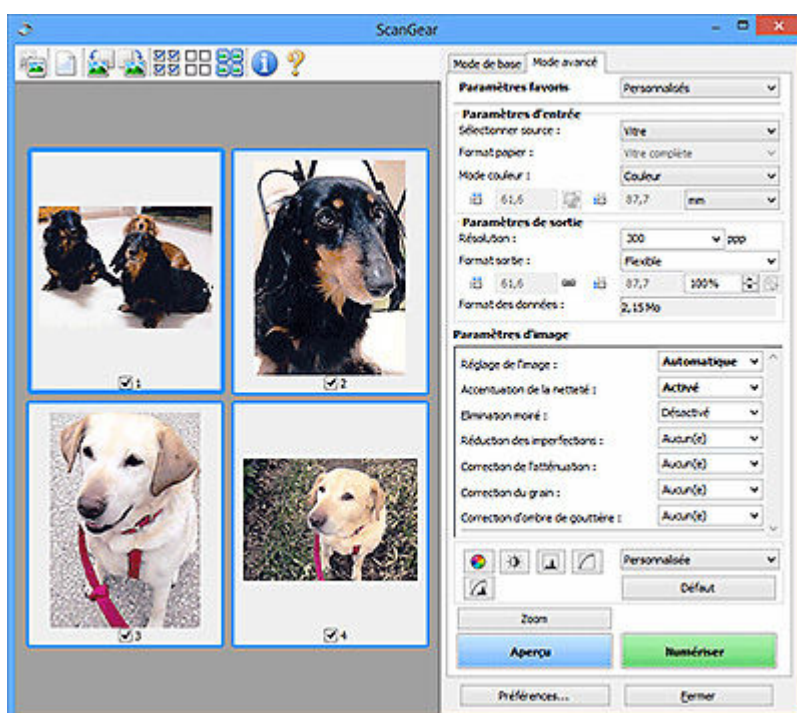 ScanGear
Mode de base Mode avancé
Paramètres favoris Personnalisés
Paramètres d'entrée
Sélectionner source : Vitre
Format papier : Vitre complète
Mode couleur : Couleur
61,6 87,7 mm
Paramètres de sortie
Résolution : 300 ppp
Format sortie : Flexible
61,6 87,7 100%
Format des données : 2,15 Mo
Paramètres d'image
Réglage de l'image : Automatique
Accentuation de la netteté : Activé
Elimination moiré : Désactivé
Réduction des imperfections : Aucun(e)
Correction de l'atténuation : Aucun(e)
Correction du grain : Aucun(e)
Correction d'ombre de gouttière : Aucun(e)
1
2
3
4
Personnalisée
Défaut
Zoom
Aperçu Numériser
Préférences... Fermer